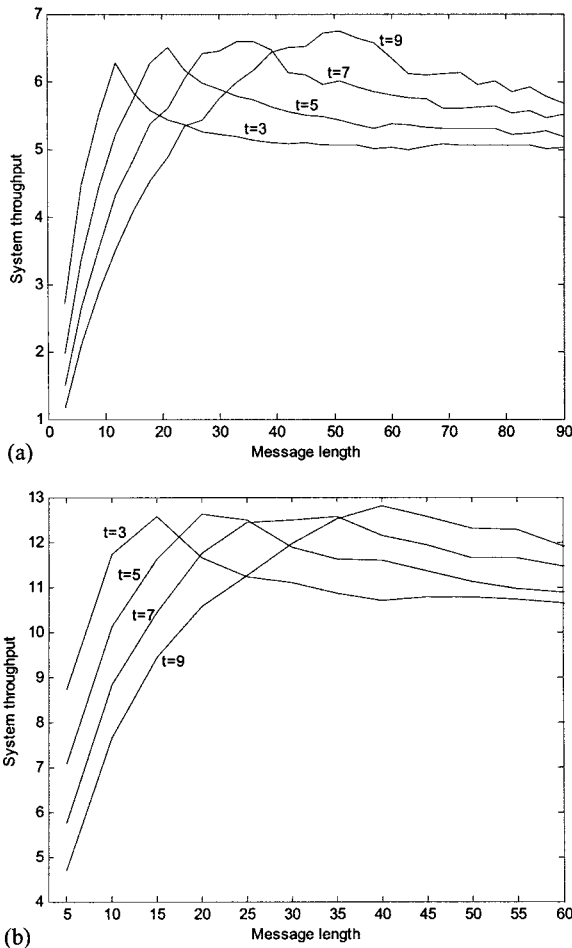 7
6
5
4
3
2
1
0 10 20 30 40 50 60 70 80 90
System throughput
Message length
t=9
t=7
t=5
t=3
(a)
13
12
11
10
9
8
7
6
5
4
5 10 15 20 25 30 35 40 45 50 55 60
System throughput
Message length
t=3
t=5
t=7
t=9
(b)